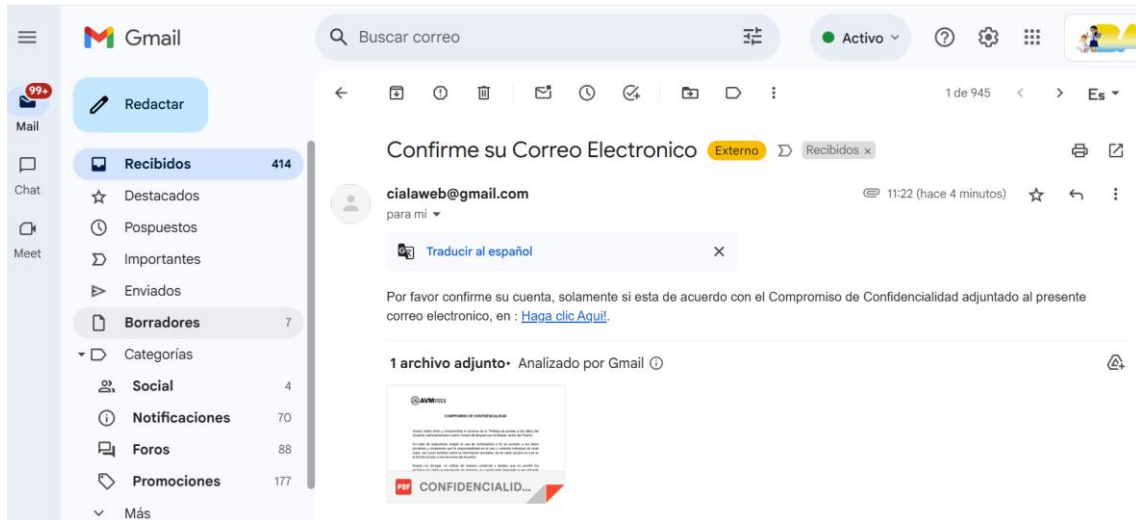 Gmail
Buscar correo
Activo
99+
Mail
Chat
Meet
Redactar
Recibidos 414
Destacados
Pospuestos
Importantes
Enviados
Borradores 7
Categorías
Social 4
Notificaciones 70
Foros 88
Promociones 177
Más
1 de 945
Es
Confirme su Correo Electronico Externo Recibidos x
cialaweb@gmail.com 11:22 (hace 4 minutos)
para mí
Traducir al español
Por favor confirme su cuenta, solamente si esta de acuerdo con el Compromiso de Confidencialidad adjuntado al presente
correo electronico, en : Haga clic Aqui!.
1 archivo adjunto • Analizado por Gmail
COMPROMISO DE CONFIDENCIALIDAD
PDF CONFIDENCIALID...